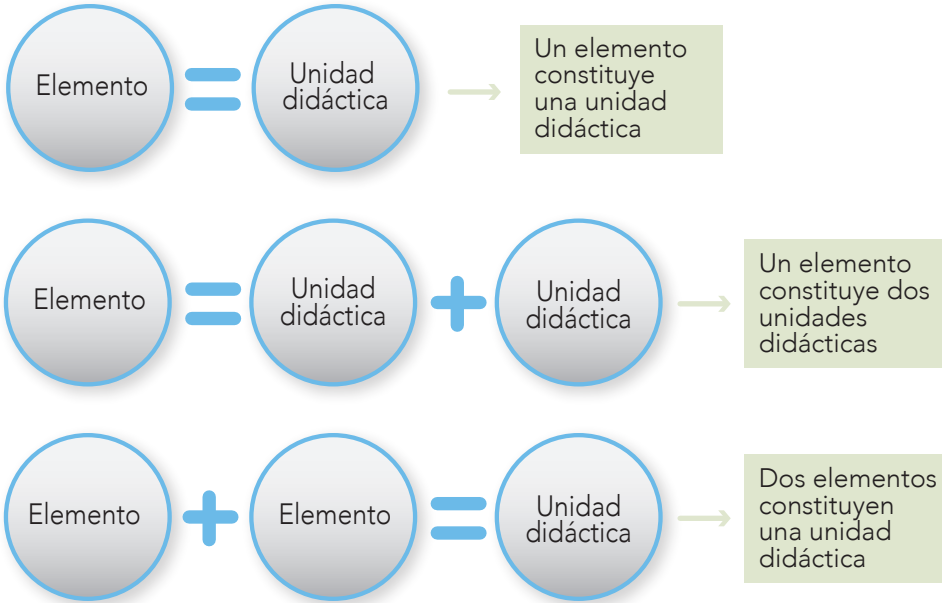 Elemento
=
Unidad
didáctica
→
Un elemento
constituye
una unidad
didáctica
Elemento
=
Unidad
didáctica
+
Unidad
didáctica
→
Un elemento
constituye dos
unidades
didácticas
Elemento
+
Elemento
=
Unidad
didáctica
→
Dos elementos
constituyen
una unidad
didáctica